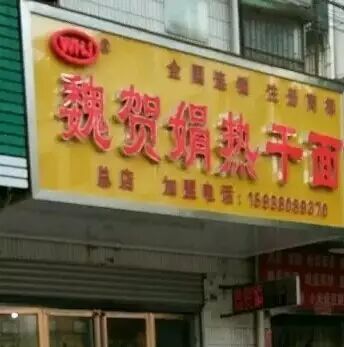 WHJ®
全国连锁 注册商标
魏贺娟热干面
总店 加盟电话: